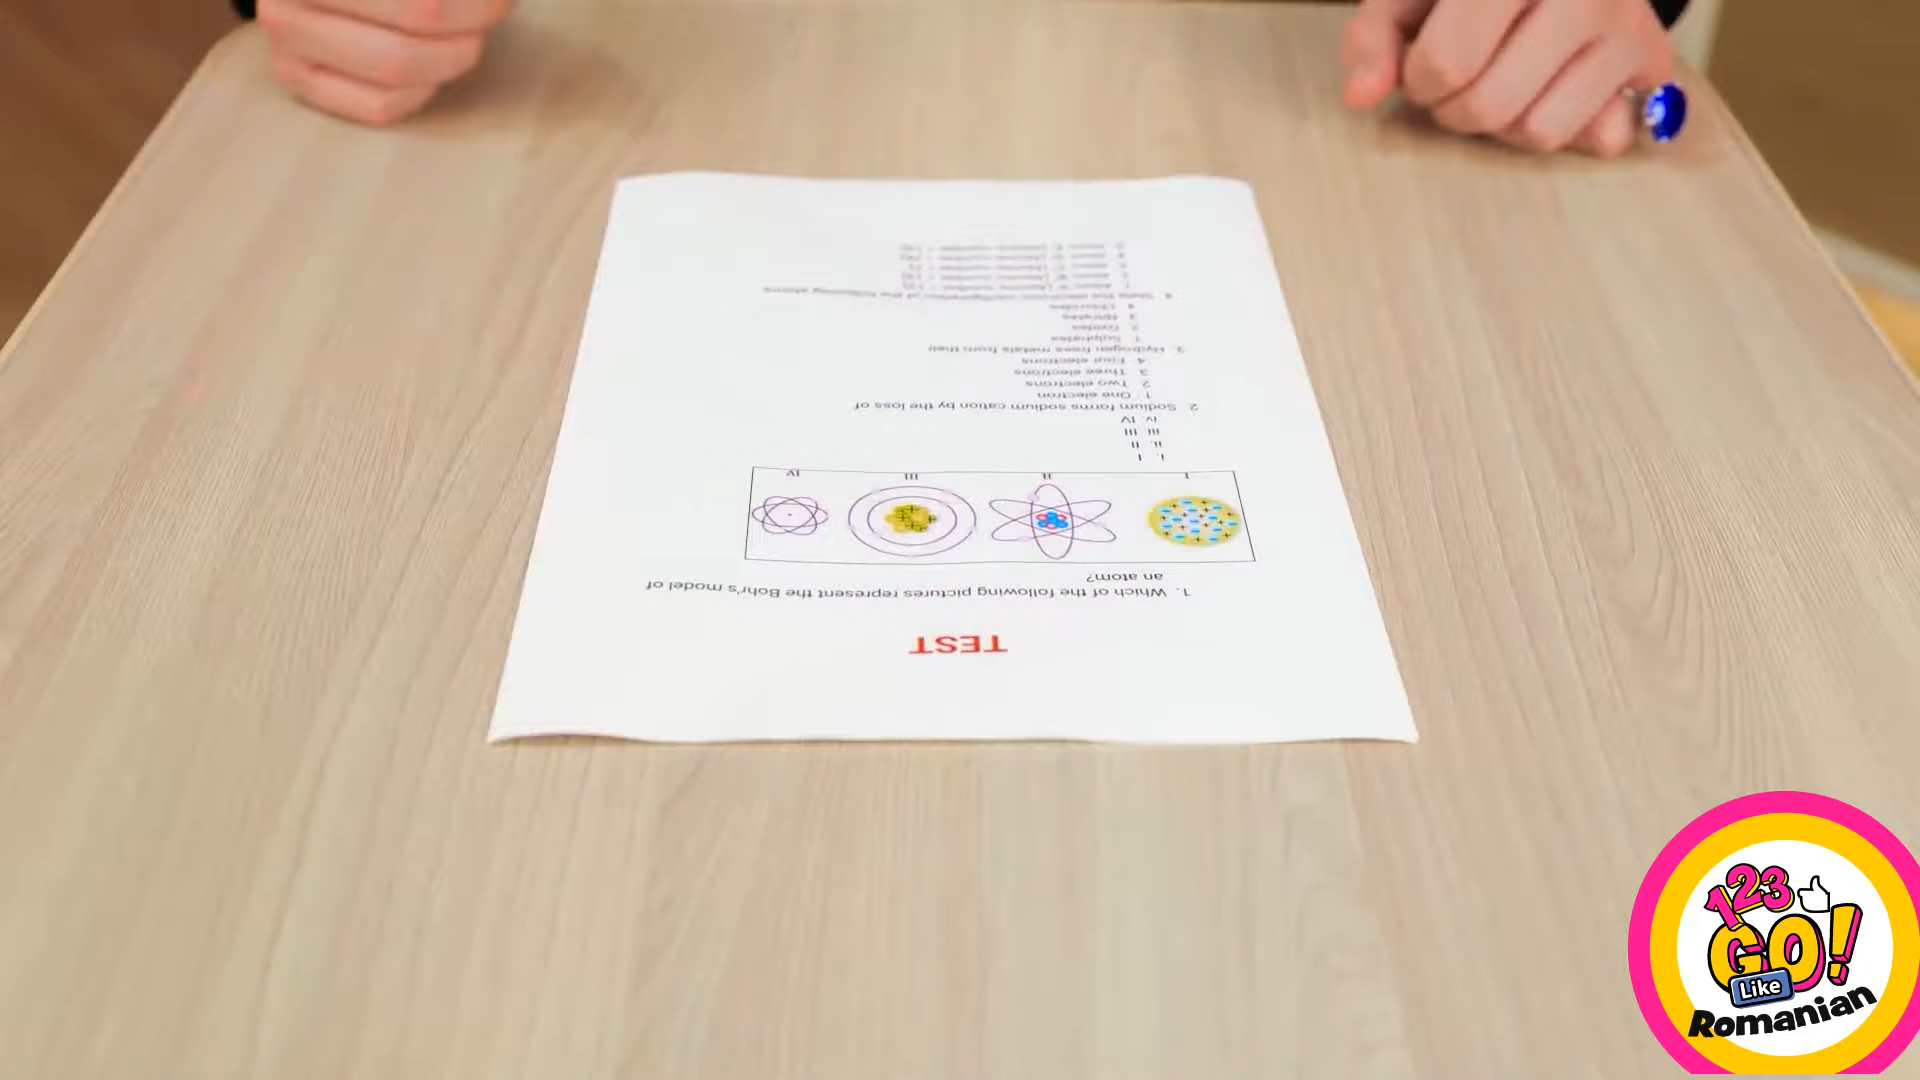 TEST
1. Which of the following pictures represent the Bohr's model of
an atom?
I II III IV
i. I
ii. II
iii. III
iv. IV
2. Sodium forms sodium cation by the loss of
1. One electron
2. Two electrons
3. Three electrons
4. Four electrons
3. Hydrogen frees metals from their
1. Sulphates
2. Oxides
3. Nitrates
4. Chlorides
4. State the electronic configuration of the following atoms
123
GO!
Like
Romanian